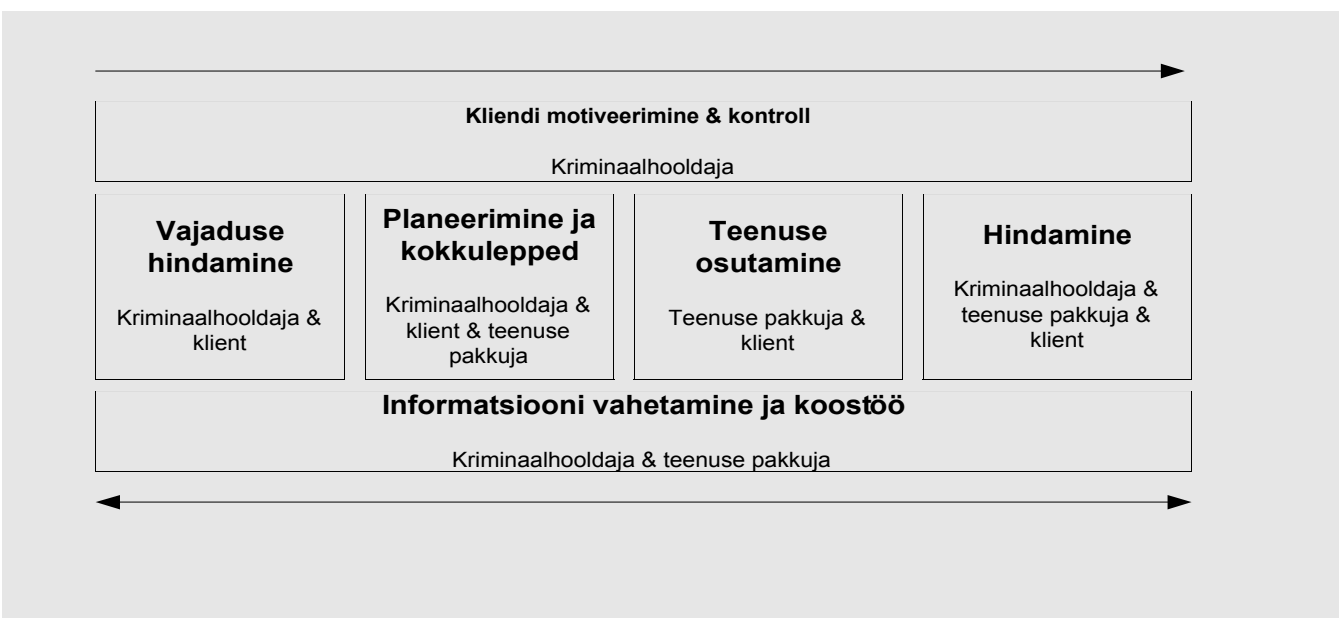 Kliendi motiveerimine & kontroll
Kriminaalhooldaja
Vajaduse
hindamine
Kriminaalhooldaja &
klient
Planeerimine ja
kokkulepped
Kriminaalhooldaja &
klient & teenuse
pakkuja
Teenuse
osutamine
Teenuse pakkuja &
klient
Hindamine
Kriminaalhooldaja &
teenuse pakkuja &
klient
Informatsiooni vahetamine ja koostöö
Kriminaalhooldaja & teenuse pakkuja